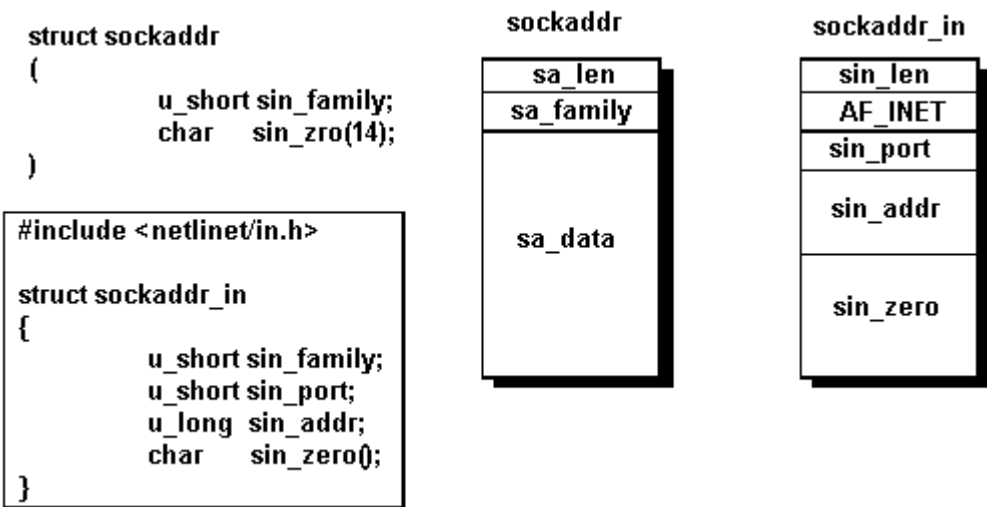 struct sockaddr
(
u_short sin_family;
char sin_zro(14);
)
#include <netlinet/in.h>
struct sockaddr_in
{
u_short sin_family;
u_short sin_port;
u_long sin_addr;
char sin_zero();
}
sockaddr
sa_len
sa_family
sa_data
sockaddr_in
sin_len
AF_INET
sin_port
sin_addr
sin_zero